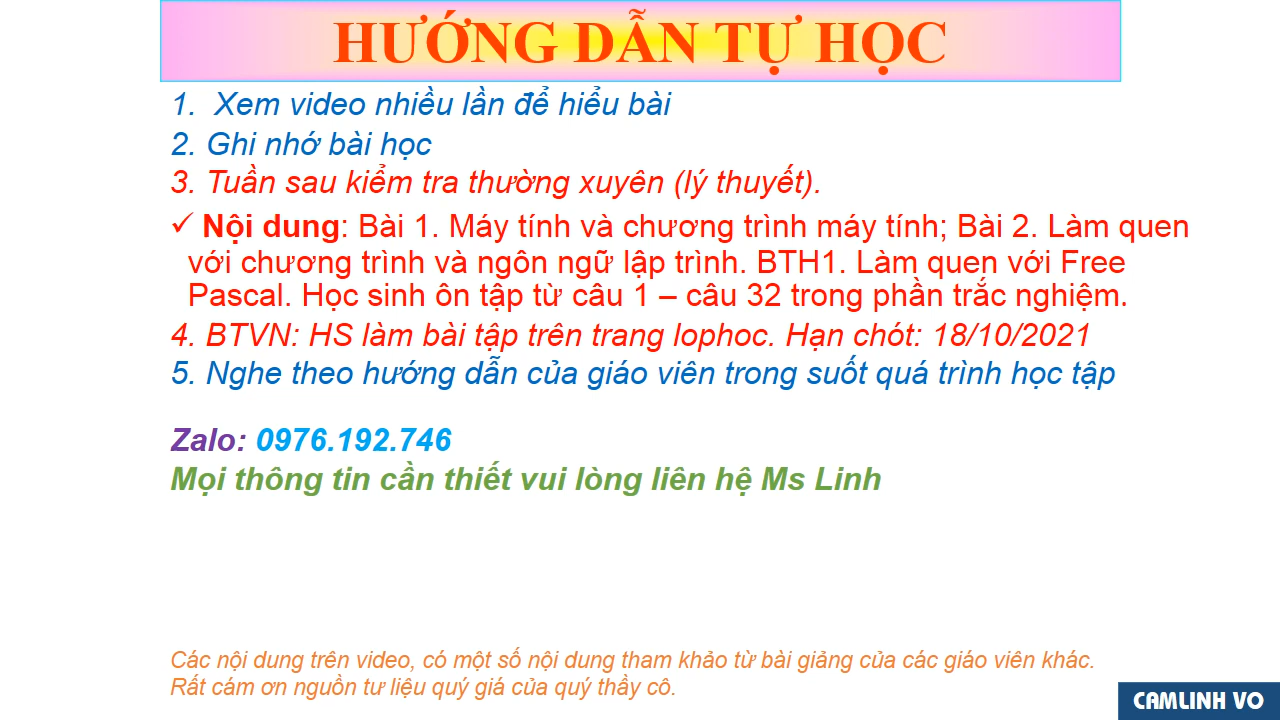 HƯỚNG DẪN TỰ HỌC
1. Xem video nhiều lần để hiểu bài
2. Ghi nhớ bài học
3. Tuần sau kiểm tra thường xuyên (lý thuyết).
✓ Nội dung: Bài 1. Máy tính và chương trình máy tính; Bài 2. Làm quen
với chương trình và ngôn ngữ lập trình. BTH1. Làm quen với Free
Pascal. Học sinh ôn tập từ câu 1 – câu 32 trong phần trắc nghiệm.
4. BTVN: HS làm bài tập trên trang lophoc. Hạn chót: 18/10/2021
5. Nghe theo hướng dẫn của giáo viên trong suốt quá trình học tập
Zalo: 0976.192.746
Mọi thông tin cần thiết vui lòng liên hệ Ms Linh
Các nội dung trên video, có một số nội dung tham khảo từ bài giảng của các giáo viên khác.
Rất cám ơn nguồn tư liệu quý giá của quý thầy cô.
CAMLINH VO